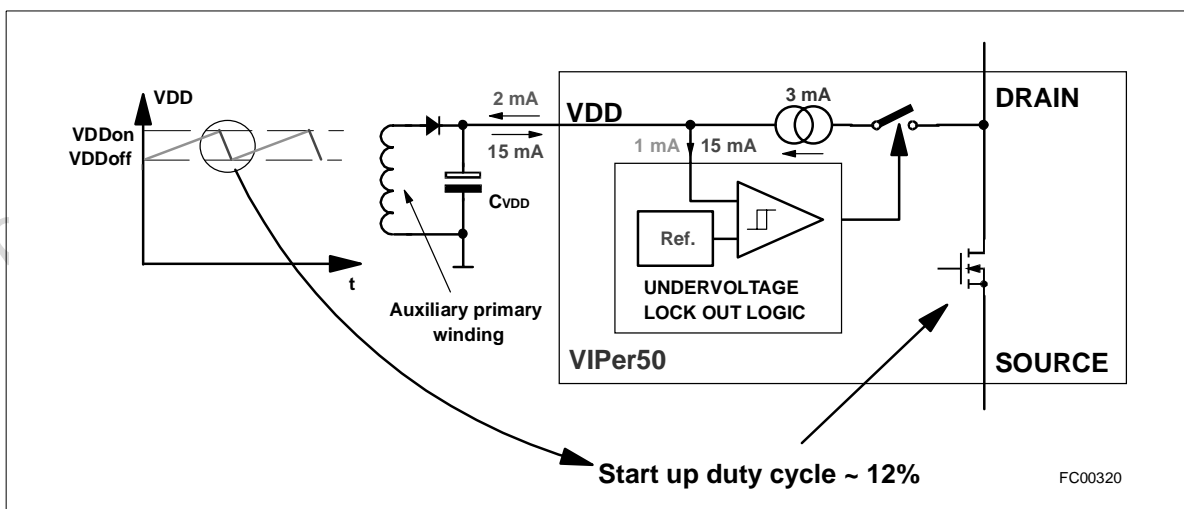 VDD
VDDon
VDDoff
t
2 mA
15 mA
CVDD
Auxiliary primary
winding
VDD
3 mA
DRAIN
1 mA 15 mA
Ref.
UNDERVOLTAGE
LOCK OUT LOGIC
VIPer50
SOURCE
Start up duty cycle ~ 12%
FC00320